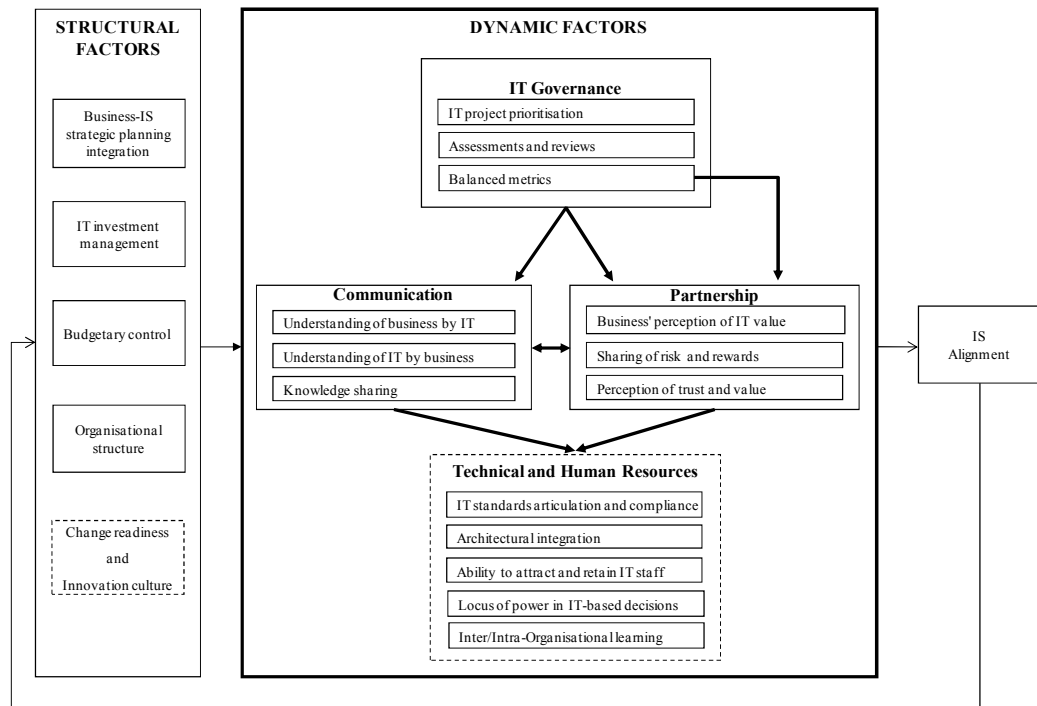 STRUCTURAL
FACTORS
Business-IS
strategic planning
integration
IT investment
management
Budgetary control
Organisational
structure
Change readiness
and
Innovation culture
DYNAMIC FACTORS
IT Governance
IT project prioritisation
Assessments and reviews
Balanced metrics
Communication
Understanding of business by IT
Understanding of IT by business
Knowledge sharing
Partnership
Business' perception of IT value
Sharing of risk and rewards
Perception of trust and value
Technical and Human Resources
IT standards articulation and compliance
Architectural integration
Ability to attract and retain IT staff
Locus of power in IT-based decisions
Inter/Intra-Organisational learning
IS
Alignment